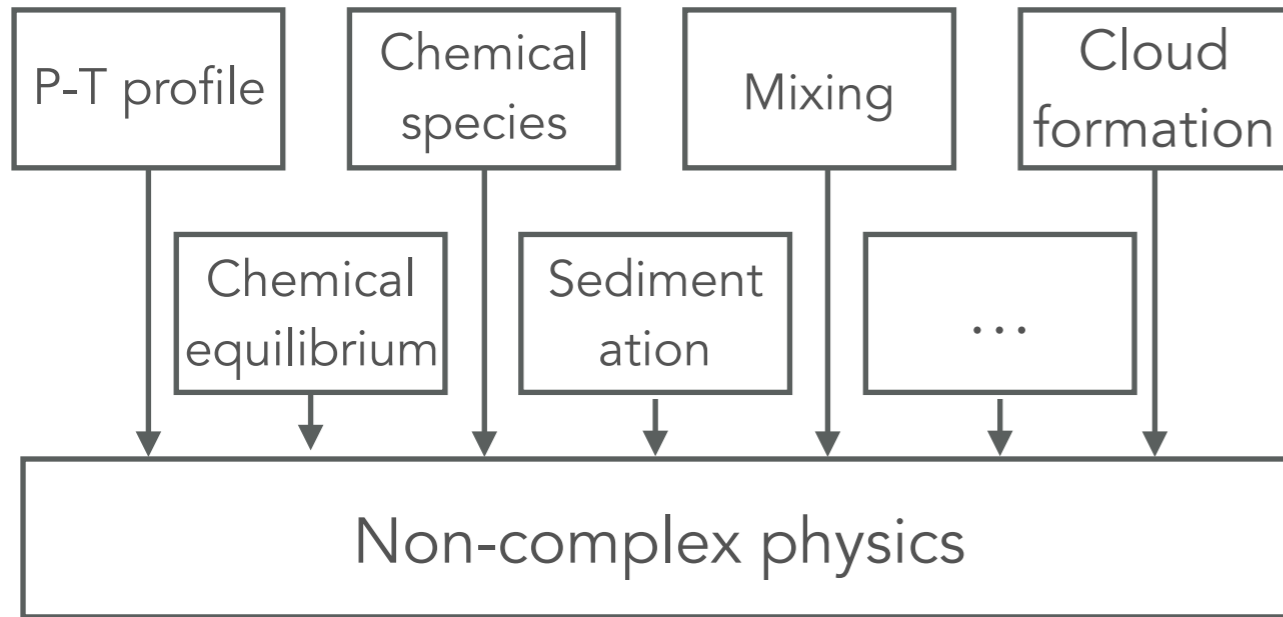 P-T profile
Chemical
species
Mixing
Cloud
formation
Chemical
equilibrium
Sediment
ation
...
Non-complex physics